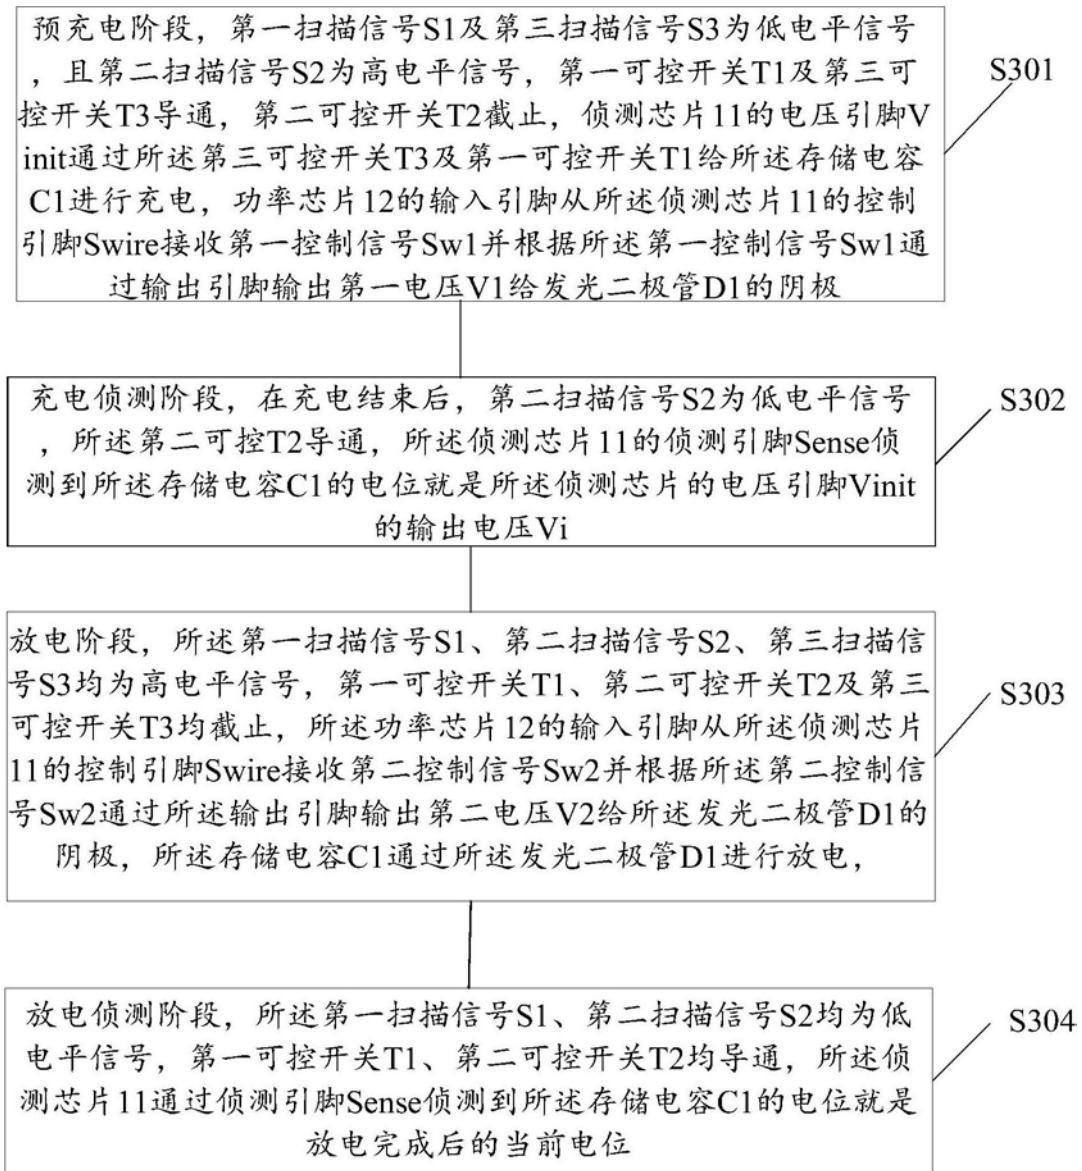 预充电阶段，第一扫描信号S1及第三扫描信号S3为低电平信号
，且第二扫描信号S2为高电平信号，第一可控开关T1及第三可
控开关T3导通，第二可控开关T2截止，侦测芯片11的电压引脚V
init通过所述第三可控开关T3及第一可控开关T1给所述存储电容
C1进行充电，功率芯片12的输入引脚从所述侦测芯片11的控制
引脚Swire接收第一控制信号Sw1并根据所述第一控制信号Sw1通
过输出引脚输出第一电压V1给发光二极管D1的阴极
S301
充电侦测阶段，在充电结束后，第二扫描信号S2为低电平信号
，所述第二可控T2导通，所述侦测芯片11的侦测引脚Sense侦
测到所述存储电容C1的电位就是所述侦测芯片的电压引脚Vinit
的输出电压Vi
S302
放电阶段，所述第一扫描信号S1、第二扫描信号S2、第三扫描信
号S3均为高电平信号，第一可控开关T1、第二可控开关T2及第三
可控开关T3均截止，所述功率芯片12的输入引脚从所述侦测芯片
11的控制引脚Swire接收第二控制信号Sw2并根据所述第二控制信
号Sw2通过所述输出引脚输出第二电压V2给所述发光二极管D1的
阴极，所述存储电容C1通过所述发光二极管D1进行放电，
S303
放电侦测阶段，所述第一扫描信号S1、第二扫描信号S2均为低
电平信号，第一可控开关T1、第二可控开关T2均导通，所述侦
测芯片11通过侦测引脚Sense侦测到所述存储电容C1的电位就是
放电完成后的当前电位
S304